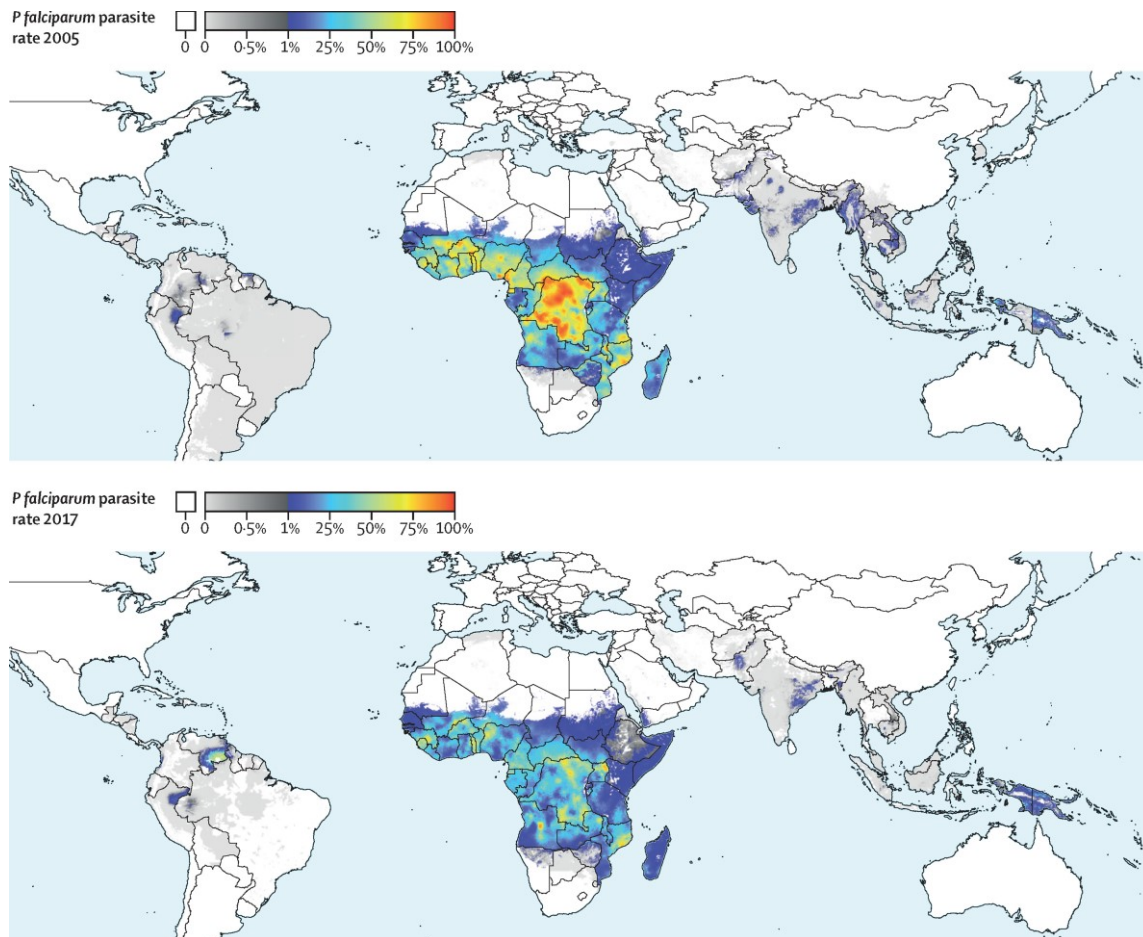 P falciparum parasite
rate 2005
0 0 0·5% 1% 25% 50% 75% 100%
P falciparum parasite
rate 2017
0 0 0·5% 1% 25% 50% 75% 100%